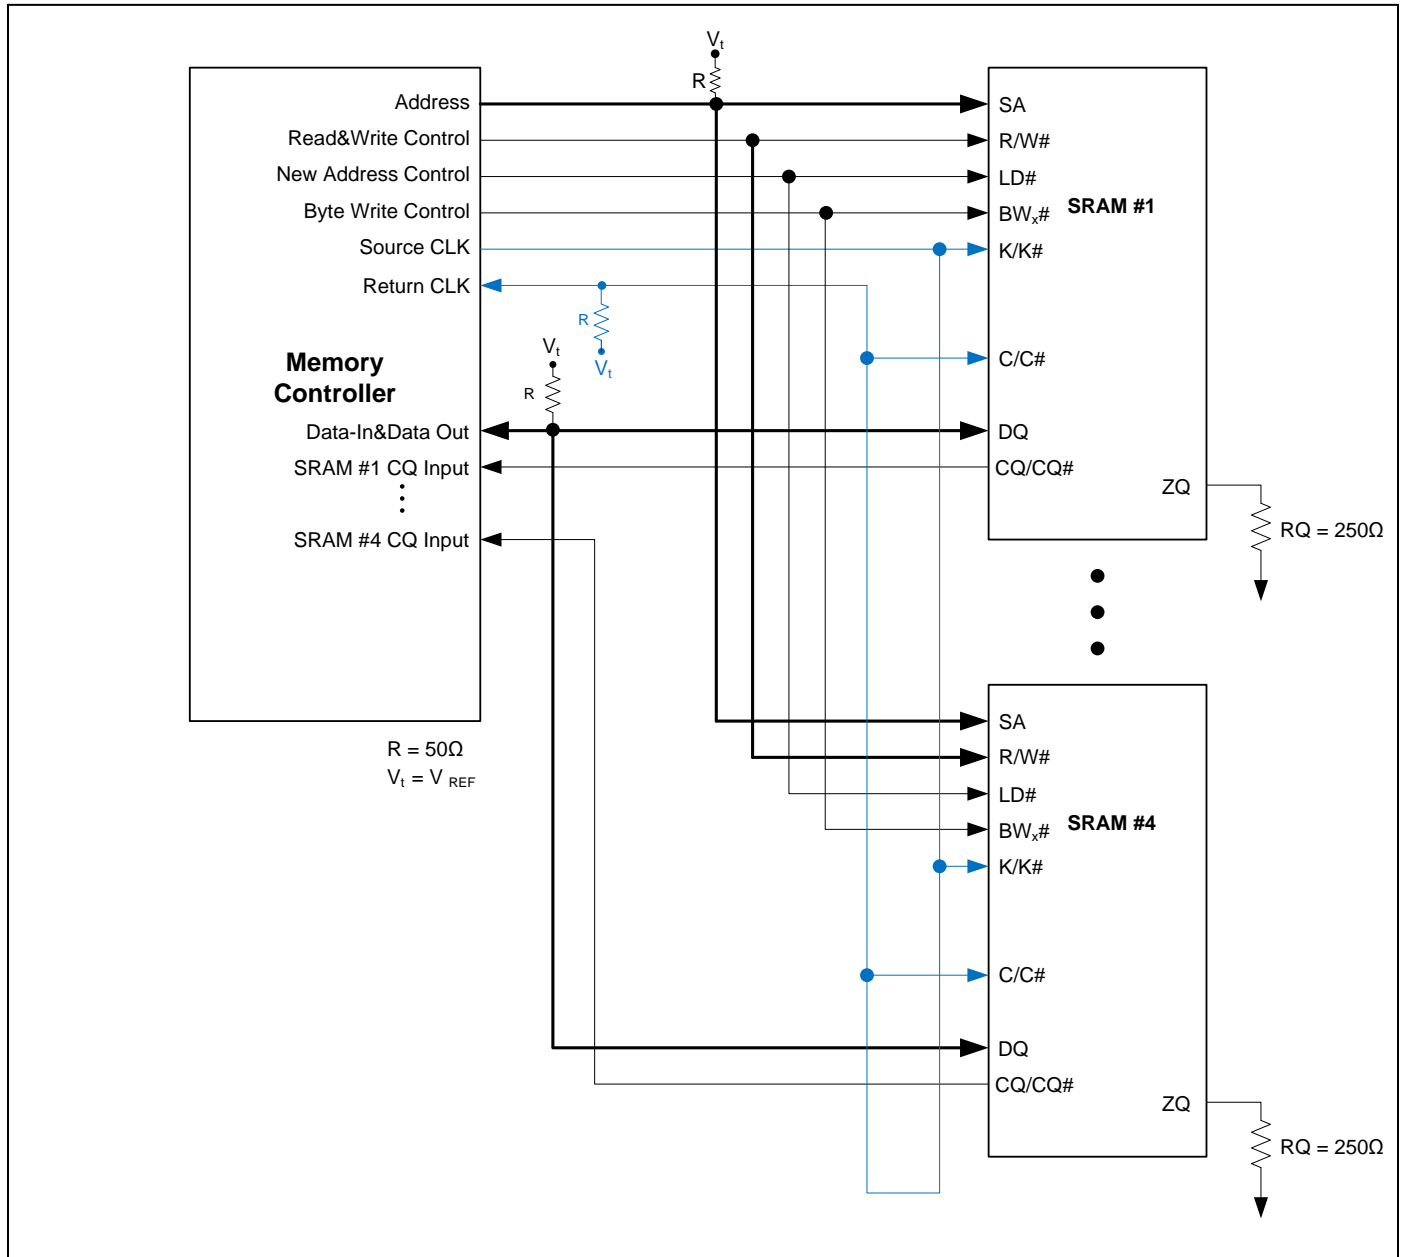 Vt
R
Address
Read&Write Control
New Address Control
Byte Write Control
Source CLK
Return CLK
R
Vt
Vt
R
Memory
Controller
Data-In&Data Out
SRAM #1 CQ Input
SRAM #4 CQ Input
R = 50Ω
Vt = V REF
SA
R/W#
LD#
BWx#
SRAM #1
K/K#
C/C#
DQ
CQ/CQ#
ZQ
RQ = 250Ω
SA
R/W#
LD#
BWx#
SRAM #4
K/K#
C/C#
DQ
CQ/CQ#
ZQ
RQ = 250Ω